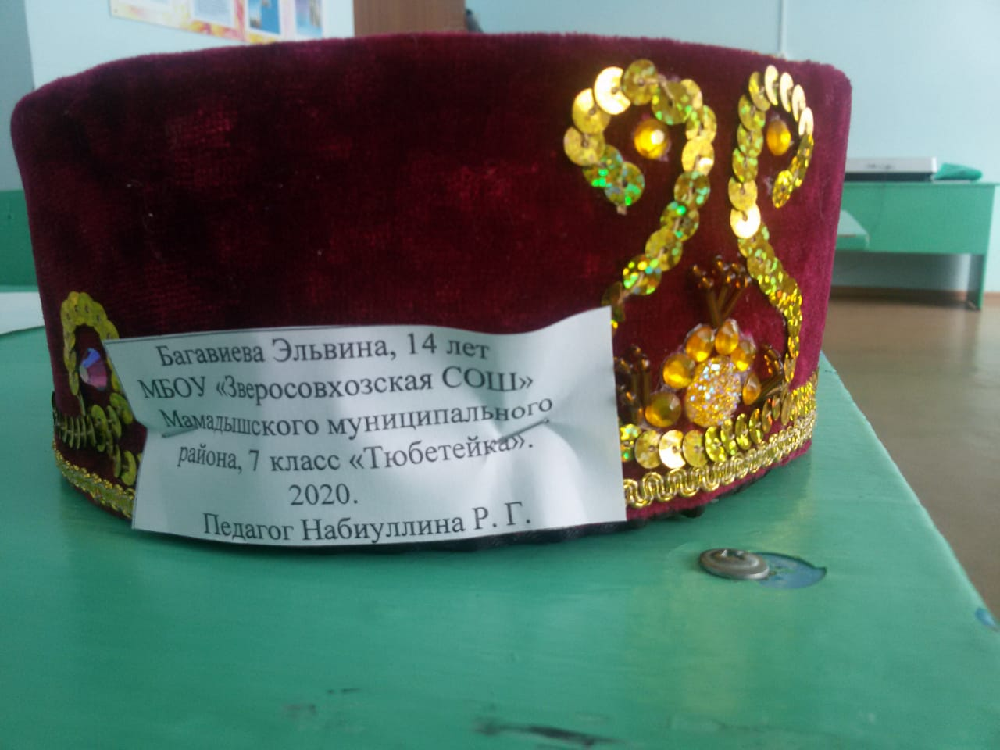 Багавиева Эльвина, 14 лет
МБОУ «Зверосовхозская СОШ»
Мамадышского муниципального
района, 7 класс «Тюбетейка».
2020.
Педагог Набиуллина Р. Г.